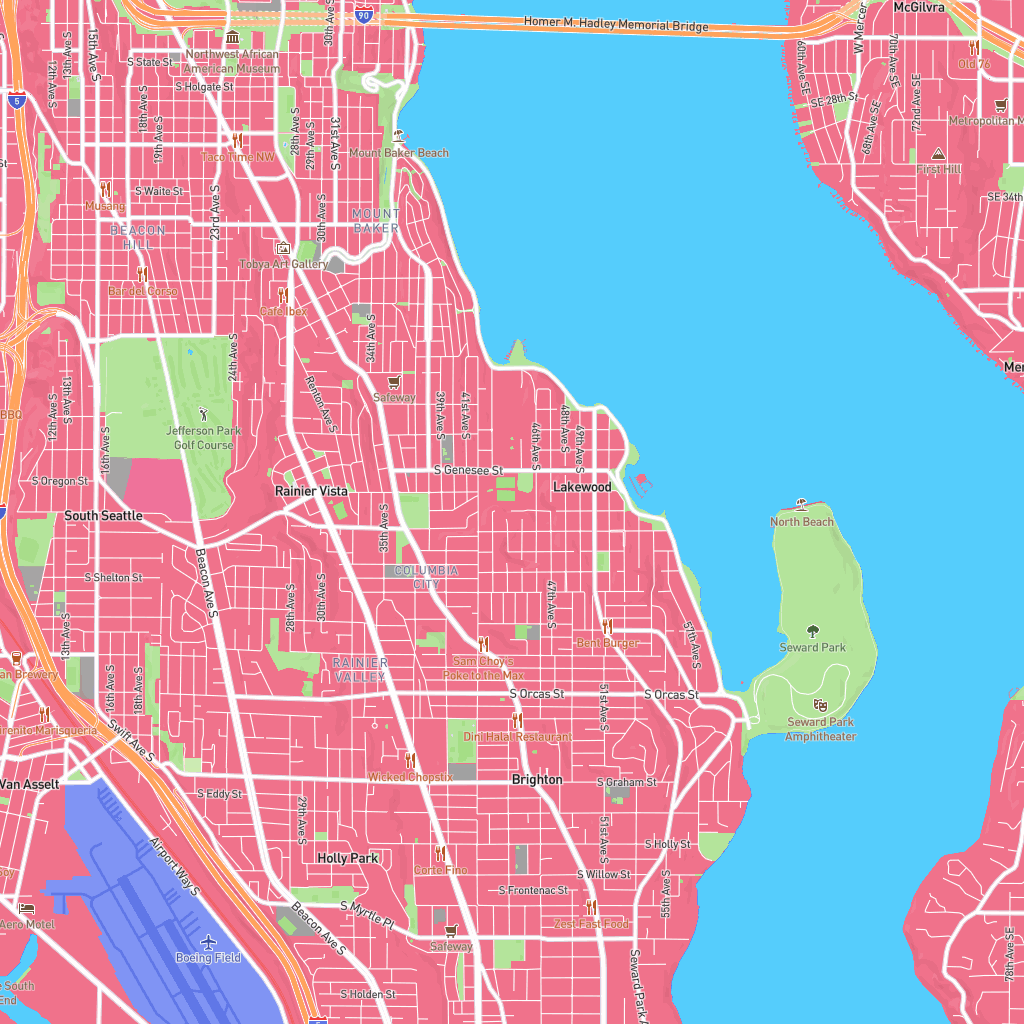 30th Ave S
90
Homer M. Hadley Memorial Bridge
McGilvra
W Mercer
15th Ave S
13th Ave S
12th Ave S
S State St
Northwest African
American Museum
60th Ave SE
70th Ave SE
Old 76
S Holgate St
5
18th Ave S
19th Ave S
28th Ave S
29th Ave S
31st Ave S
SE 28th St
68th Ave SE
72nd Ave SE
Taco Time NW
Mount Baker Beach
First Hill
S Waite St
Musang
23rd Ave S
30th Ave S
MOUNT
BAKER
SE 34th
BEACON
HILL
Tobya Art Gallery
Bar del Corso
Cafe Ibex
34th Ave S
24th Ave S
13th Ave S
12th Ave S
BBQ
Safeway
Renton Ave S
39th Ave S
41st Ave S
Jefferson Park
Golf Course
16th Ave S
46th Ave S
48th Ave S
49th Ave S
S Genesee St
S Oregon St
Rainier Vista
Lakewood
South Seattle
35th Ave S
North Beach
S Shelton St
Beacon Ave S
COLUMBIA
CITY
28th Ave S
30th Ave S
47th Ave S
13th Ave S
Bent Burger
57th Ave S
Seward Park
an Brewery
Sam Choy's
Poke to the Max
RAINIER
VALLEY
16th Ave S
18th Ave S
S Orcas St
S Orcas St
51st Ave S
Seward Park
Amphitheater
irenito Marisqueria
Swift Ave S
Dini Halal Restaurant
Wicked Chopstix
Brighton
S Graham St
Van Asselt
S Eddy St
29th Ave S
51st Ave S
S Holly St
Holly Park
Corte Fino
Airport Way S
S Willow St
S Frontenac St
55th Ave S
Aero Motel
S Myrtle Pl
Beacon Ave S
Zest Fast Food
Safeway
Boeing Field
78th Ave SE
Seward Park A
S Holden St
e South
End
5